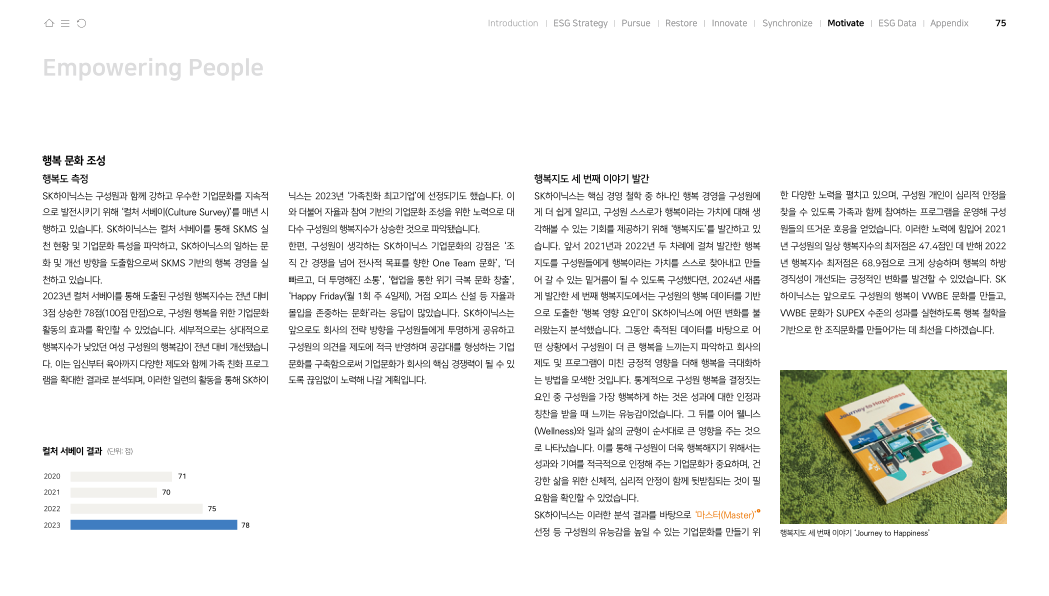 Introduction | ESG Strategy | Pursue | Restore | Innovate | Synchronize | Motivate | ESG Data | Appendix 75
Empowering People
행복 문화 조성
행복도 측정
SK하이닉스는 구성원과 함께 강하고 우수한 기업문화를 지속적
으로 발전시키기 위해 ‘컬처 서베이(Culture Survey)’를 매년 시
행하고 있습니다. SK하이닉스는 컬처 서베이를 통해 SKMS 실
천 현황 및 기업문화 특성을 파악하고, SK하이닉스의 일하는 문
화 및 개선 방향을 도출함으로써 SKMS 기반의 행복 경영을 실
천하고 있습니다.
2023년 컬처 서베이를 통해 도출된 구성원 행복지수는 전년 대비
3점 상승한 78점(100점 만점)으로, 구성원 행복을 위한 기업문화
활동의 효과를 확인할 수 있었습니다. 세부적으로는 상대적으로
행복지수가 낮았던 여성 구성원의 행복감이 전년 대비 개선됐습니
다. 이는 임신부터 육아까지 다양한 제도와 함께 가족 친화 프로그
램을 확대한 결과로 분석되며, 이러한 일련의 활동을 통해 SK하이
닉스는 2023년 ‘가족친화 최고기업’에 선정되기도 했습니다. 이
와 더불어 자율과 참여 기반의 기업문화 조성을 위한 노력으로 대
다수 구성원의 행복지수가 상승한 것으로 파악됐습니다.
한편, 구성원이 생각하는 SK하이닉스 기업문화의 강점은 ‘조
직 간 경쟁을 넘어 전사적 목표를 향한 One Team 문화’, ‘더
빠르고, 더 투명해진 소통’, ‘협업을 통한 위기 극복 문화 창출’,
‘Happy Friday(월 1회 주 4일제), 거점 오피스 신설 등 자율과
몰입을 존중하는 문화’라는 응답이 많았습니다. SK하이닉스는
앞으로도 회사의 전략 방향을 구성원들에게 투명하게 공유하고
구성원의 의견을 제도에 적극 반영하며 공감대를 형성하는 기업
문화를 구축함으로써 기업문화가 회사의 핵심 경쟁력이 될 수 있
도록 끊임없이 노력해 나갈 계획입니다.
컬처 서베이 결과 (단위: 점)
2020 71
2021 70
2022 75
2023 78
행복지도 세 번째 이야기 발간
SK하이닉스는 핵심 경영 철학 중 하나인 행복 경영을 구성원에
게 더 쉽게 알리고, 구성원 스스로가 행복이라는 가치에 대해 생
각해볼 수 있는 기회를 제공하기 위해 ‘행복지도’를 발간하고 있
습니다. 앞서 2021년과 2022년 두 차례에 걸쳐 발간한 행복
지도를 구성원들에게 행복이라는 가치를 스스로 찾아내고 만들
어 갈 수 있는 밑거름이 될 수 있도록 구성했다면, 2024년 새롭
게 발간한 세 번째 행복지도에서는 구성원의 행복 데이터를 기반
으로 도출한 ‘행복 영향 요인’이 SK하이닉스에 어떤 변화를 불
러왔는지 분석했습니다. 그동안 축적된 데이터를 바탕으로 어
떤 상황에서 구성원이 더 큰 행복을 느끼는지 파악하고 회사의
제도 및 프로그램이 미친 긍정적 영향을 더해 행복을 극대화하
는 방법을 모색한 것입니다. 통계적으로 구성원 행복을 결정짓는
요인 중 구성원을 가장 행복하게 하는 것은 성과에 대한 인정과
칭찬을 받을 때 느끼는 유능감이었습니다. 그 뒤를 이어 웰니스
(Wellness)와 일과 삶의 균형이 순서대로 큰 영향을 주는 것으
로 나타났습니다. 이를 통해 구성원이 더욱 행복해지기 위해서는
성과와 기여를 적극적으로 인정해 주는 기업문화가 중요하며, 건
강한 삶을 위한 신체적, 심리적 안정이 함께 뒷받침되는 것이 필
요함을 확인할 수 있었습니다.
SK하이닉스는 이러한 분석 결과를 바탕으로 ‘마스터(Master)’
선정 등 구성원의 유능감을 높일 수 있는 기업문화를 만들기 위
한 다양한 노력을 펼치고 있으며, 구성원 개인이 심리적 안정을
찾을 수 있도록 가족과 함께 참여하는 프로그램을 운영해 구성
원들의 뜨거운 호응을 얻었습니다. 이러한 노력에 힘입어 2021
년 구성원의 일상 행복지수의 최저점은 47.4점인 데 반해 2022
년 행복지수 최저점은 68.9점으로 크게 상승하며 행복의 하방
경직성이 개선되는 긍정적인 변화를 발견할 수 있었습니다. SK
하이닉스는 앞으로도 구성원의 행복이 VWBE 문화를 만들고,
VWBE 문화가 SUPEX 수준의 성과를 실현하도록 행복 철학을
기반으로 한 조직문화를 만들어가는 데 최선을 다하겠습니다.
Journey to Happiness
행복지도 세 번째 이야기 ‘Journey to Happiness’